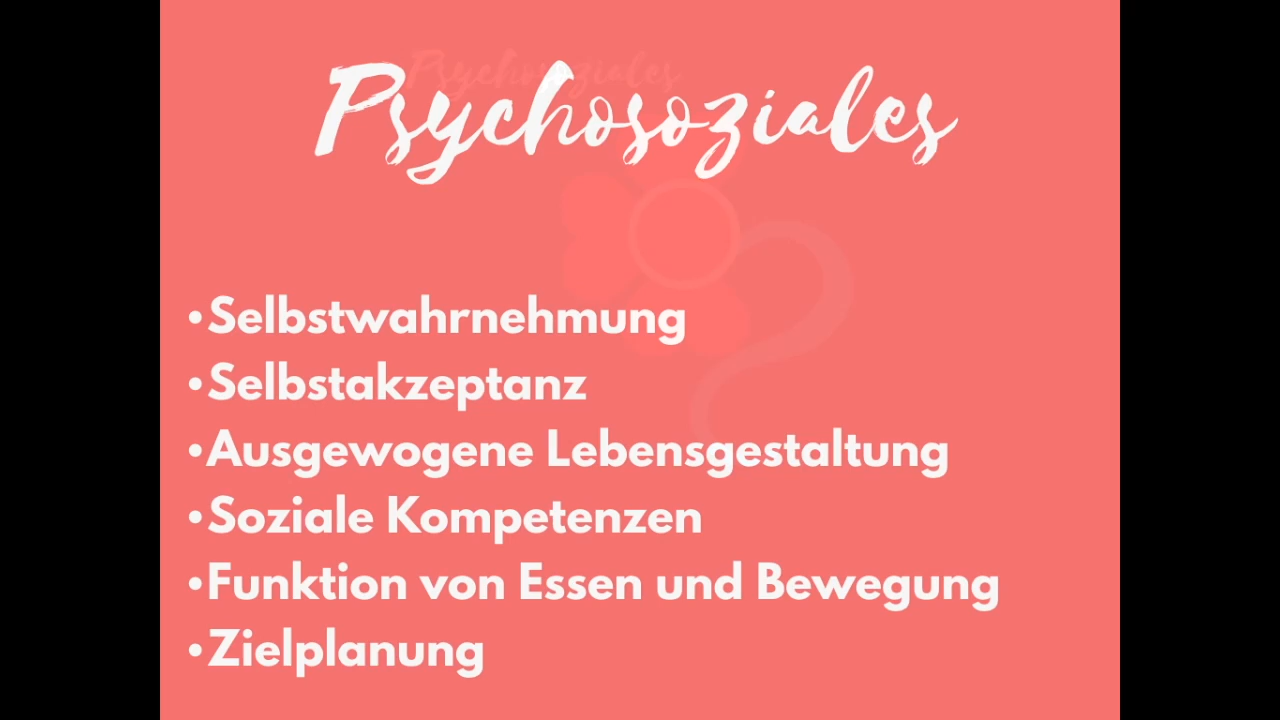 Psychosoziales
•Selbstwahrnehmung
•Selbstakzeptanz
•Ausgewogene Lebensgestaltung
•Soziale Kompetenzen
•Funktion von Essen und Bewegung
•Zielplanung